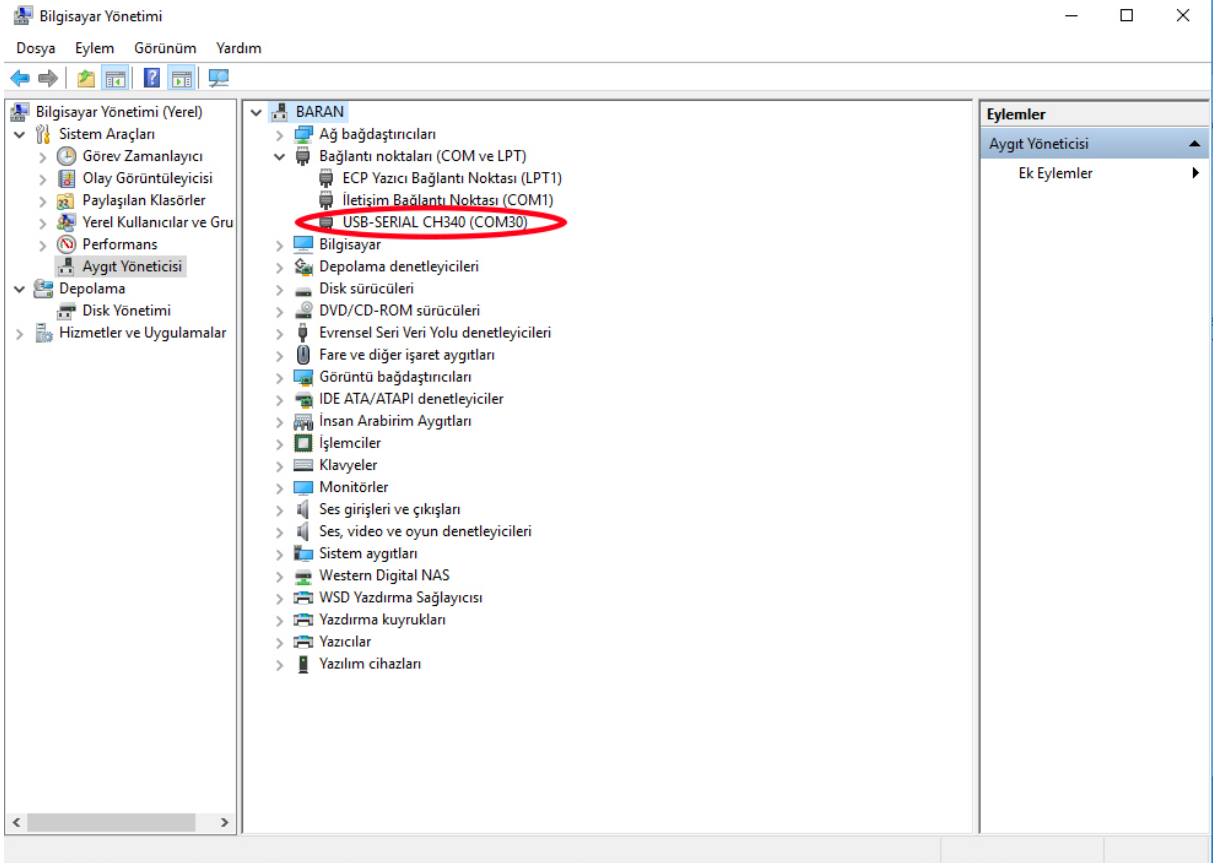 Bilgisayar Yönetimi
Dosya Eylem Görünüm Yardım
Bilgisayar Yönetimi (Yerel)
Sistem Araçları
Görev Zamanlayıcı
Olay Görüntüleyicisi
Paylaşılan Klasörler
Yerel Kullanıcılar ve Gru
Performans
Aygıt Yöneticisi
Depolama
Disk Yönetimi
Hizmetler ve Uygulamalar
BARAN
Ağ bağdaştırıcıları
Bağlantı noktaları (COM ve LPT)
ECP Yazıcı Bağlantı Noktası (LPT1)
İletişim Bağlantı Noktası (COM1)
USB-SERIAL CH340 (COM30)
Bilgisayar
Depolama denetleyicileri
Disk sürücüleri
DVD/CD-ROM sürücüleri
Evrensel Seri Veri Yolu denetleyicileri
Fare ve diğer işaret aygıtları
Görüntü bağdaştırıcıları
IDE ATA/ATAPI denetleyiciler
İnsan Arabirim Aygıtları
İşlemciler
Klavyeler
Monitörler
Ses girişleri ve çıkışları
Ses, video ve oyun denetleyicileri
Sistem aygıtları
Western Digital NAS
WSD Yazdırma Sağlayıcısı
Yazdırma kuyrukları
Yazıcılar
Yazılım cihazları
Eylemler
Aygıt Yöneticisi
Ek Eylemler